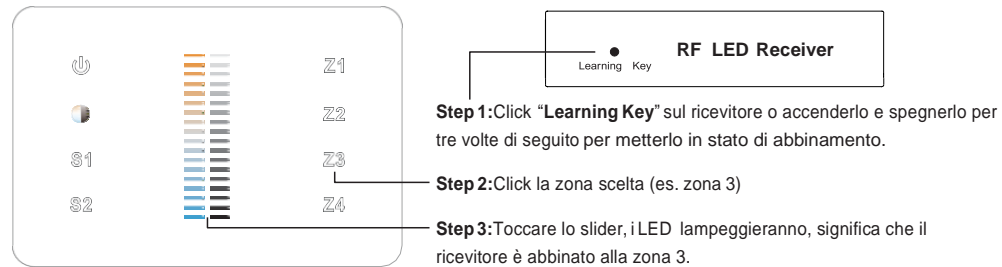 Z1
Z2
S1
Z3
S2
Z4
RF LED Receiver
Learning Key
Step 1:Click “Learning Key” sul ricevitore o accenderlo e spegnerlo per
tre volte di seguito per metterlo in stato di abbinamento.
Step 2:Click la zona scelta (es. zona 3)
Step 3:Toccare lo slider, i LED lampeggieranno, significa che il
ricevitore è abbinato alla zona 3.